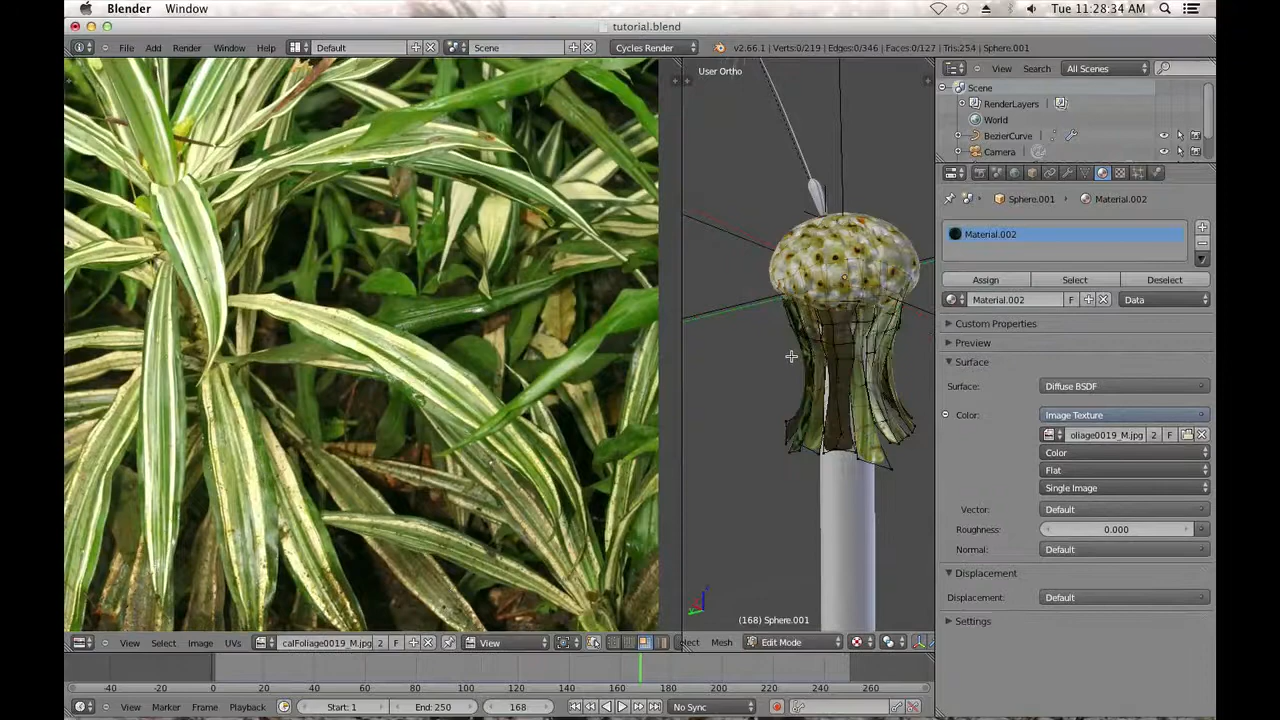 Blender Window Tue 11:28:34 AM
tutorial.blend
File Add Render Window Help Default Scene Cycles Render v2.66.1 | Verts:0/219 | Edges:0/346 | Faces:0/127 | Tris:254 | Sphere.001
View Search All Scenes
User Ortho
Scene
RenderLayers
World
BezierCurve
Camera
Sphere.001 Material.002
Material.002
Assign Select Deselect
Material.002 F Data
Custom Properties
Preview
Surface
Surface: Diffuse BSDF
Color: Image Texture
oliage0019_M.jpg 2 F
Color
Flat
Single Image
Vector: Default
Roughness: 0.000
Normal: Default
Displacement
Displacement: Default
Settings
(168) Sphere.001
View Select Image UVs calFoliage0019_M.jpg 2 F View lect Mesh Edit Mode
-40 -20 0 20 40 60 80 100 120 140 160 180 200 220 240 260
View Marker Frame Playback Start: 1 End: 250 168 No Sync